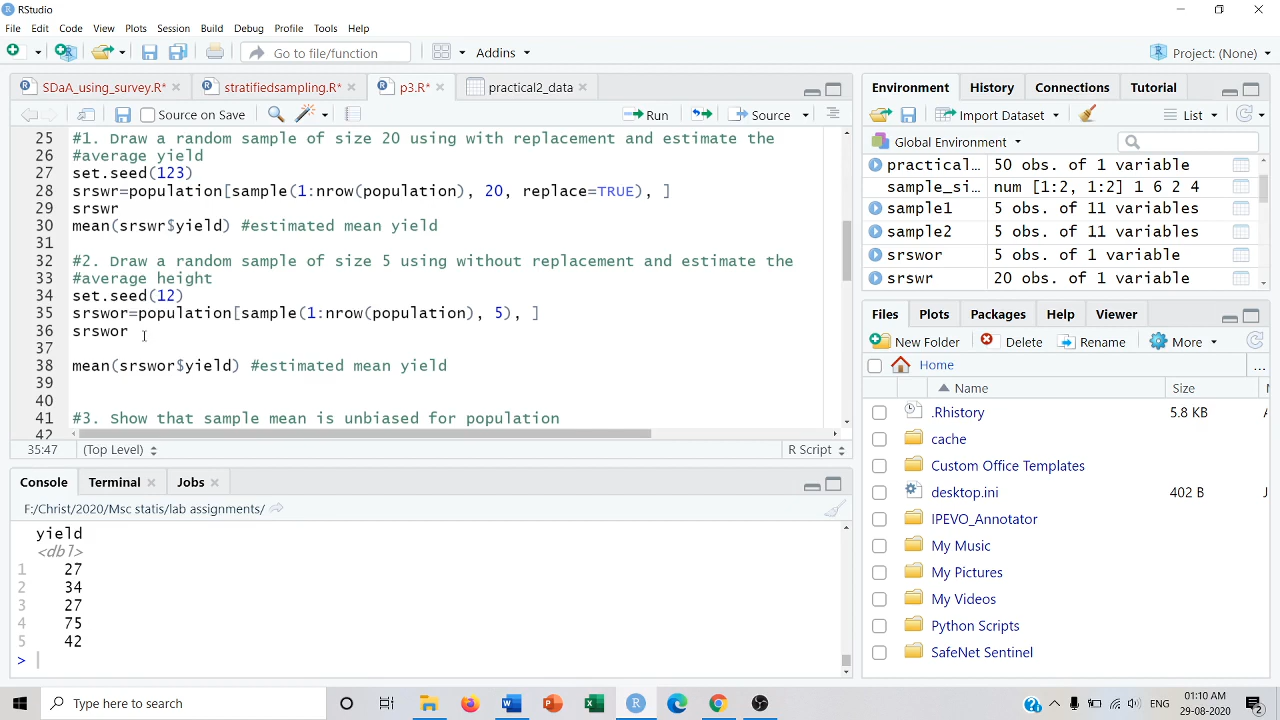 RStudio
File Edit Code View Plots Session Build Debug Profile Tools Help
Go to file/function
Addins
Project: (None)
SDaA_using_survey.R*
stratifiedsampling.R*
p3.R*
practical2_data
Source on Save
Run
Source
25 #1. Draw a random sample of size 20 using with replacement and estimate the
26 #average yield
27 set.seed(123)
28 srswr=population[sample(1:nrow(population), 20, replace=TRUE), ]
29 srswr
30 mean(srswr$yield) #estimated mean yield
31
32 #2. Draw a random sample of size 5 using without replacement and estimate the
33 #average height
34 set.seed(12)
35 srswor=population[sample(1:nrow(population), 5), ]
36 srswor
37
38 mean(srswor$yield) #estimated mean yield
39
40
41 #3. Show that sample mean is unbiased for population
42
35:47 (Top Level) R Script
Console Terminal Jobs
F:/Christ/2020/Msc statis/lab assignments/
yield
<dbl>
1 27
2 34
3 27
4 75
5 42
>
Environment History Connections Tutorial
Import Dataset List
Global Environment
practical... 50 obs. of 1 variable
sample_si... num [1:2, 1:2] 1 6 2 4
sample1 5 obs. of 11 variables
sample2 5 obs. of 11 variables
srswor 5 obs. of 1 variable
srswr 20 obs. of 1 variable
Files Plots Packages Help Viewer
New Folder Delete Rename More
Home ...
Name Size
.Rhistory 5.8 KB
cache
Custom Office Templates
desktop.ini 402 B
IPEVO_Annotator
My Music
My Pictures
My Videos
Python Scripts
SafeNet Sentinel
Type here to search
ENG
01:10 AM
29-08-2020
2